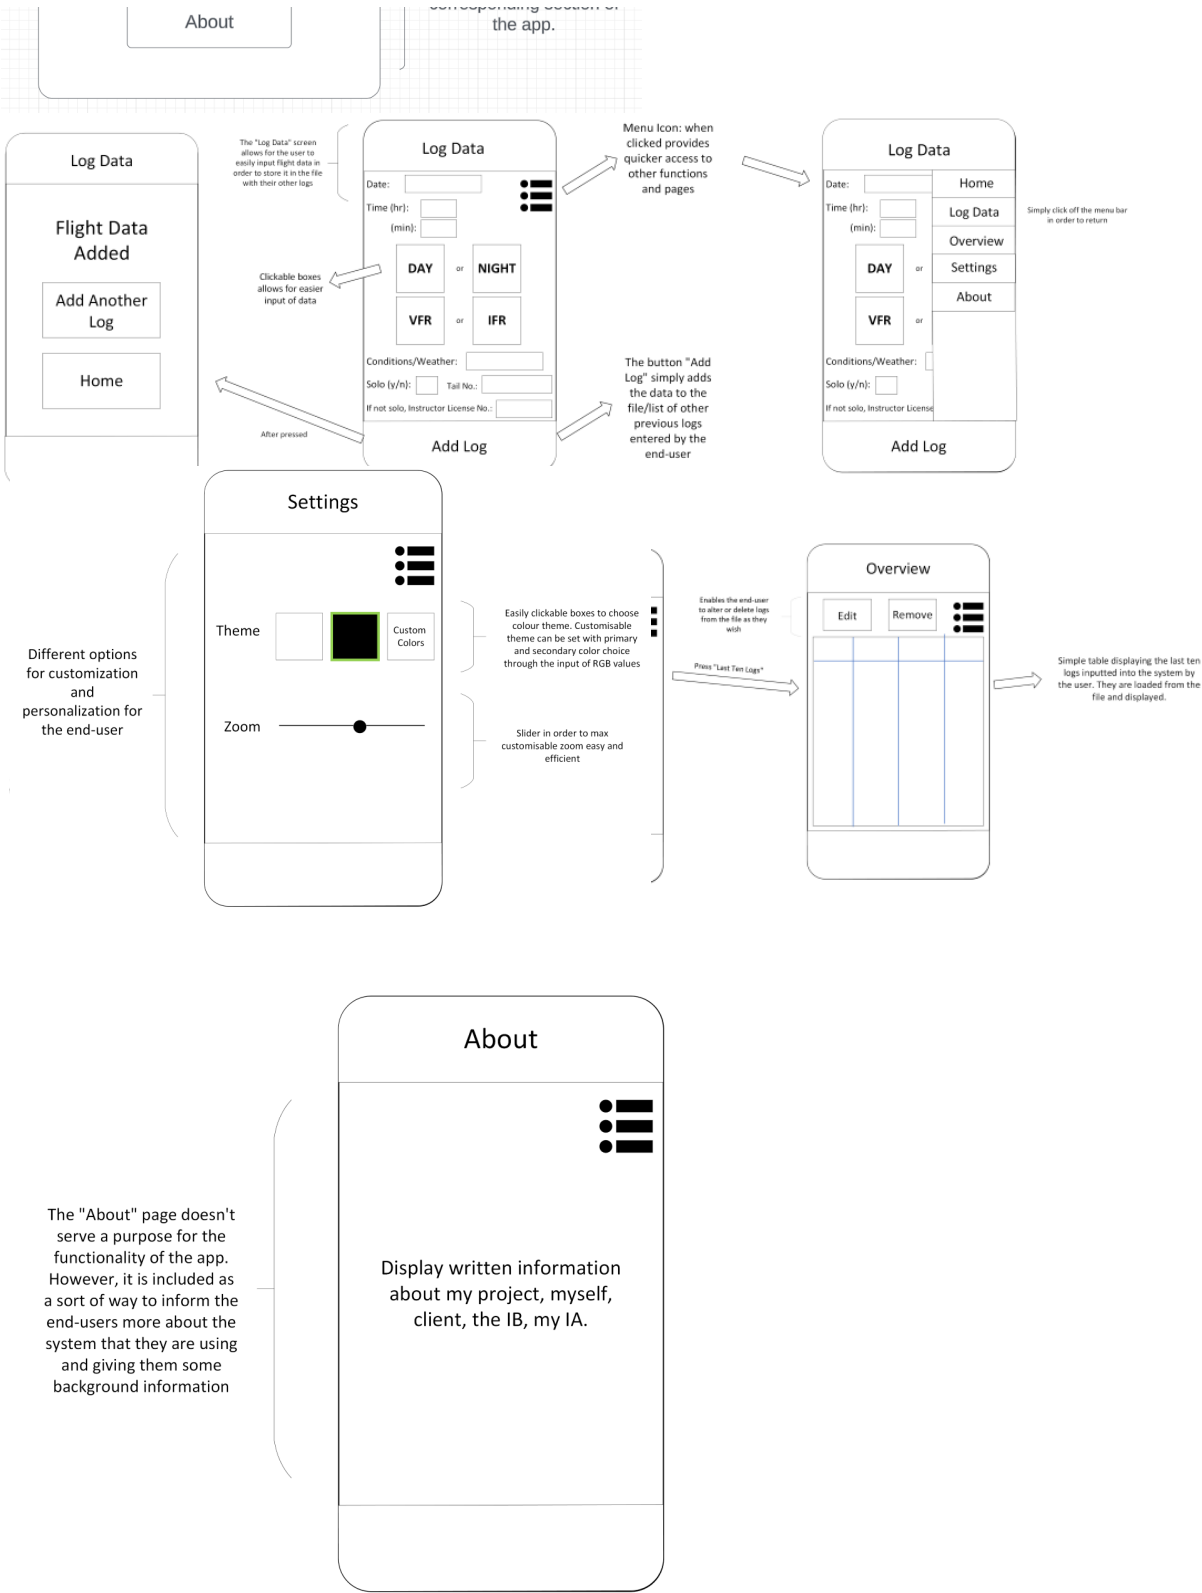 About
corresponding section of
the app.
Log Data
Flight Data
Added
Add Another
Log
Home
The "Log Data" screen
allows for the user to
easily input flight data in
order to store it in the file
with their other logs
Clickable boxes
allows for easier
input of data
After pressed
Log Data
Date:
Time (hr):
(min):
DAY or NIGHT
VFR or IFR
Conditions/Weather:
Solo (y/n): Tail No.:
If not solo, Instructor License No.:
Add Log
Menu Icon: when
clicked provides
quicker access to
other functions
and pages
The button "Add
Log" simply adds
the data to the
file/list of other
previous logs
entered by the
end-user
Log Data
Date:
Time (hr):
(min):
DAY or
VFR or
Conditions/Weather:
Solo (y/n):
If not solo, Instructor License
Add Log
Home
Log Data
Overview
Settings
About
Simply click off the menu bar
in order to return
Different options
for customization
and
personalization for
the end-user
Settings
Theme
Custom
Colors
Zoom
Easily clickable boxes to choose
colour theme. Customisable
theme can be set with primary
and secondary color choice
through the input of RGB values
Slider in order to max
customisable zoom easy and
efficient
Press "Last Ten Logs"
Enables the end-user
to alter or delete logs
from the file as they
wish
Overview
Edit Remove
Simple table displaying the last ten
logs inputted into the system by
the user. They are loaded from the
file and displayed.
The "About" page doesn't
serve a purpose for the
functionality of the app.
However, it is included as
a sort of way to inform the
end-users more about the
system that they are using
and giving them some
background information
About
Display written information
about my project, myself,
client, the IB, my IA.